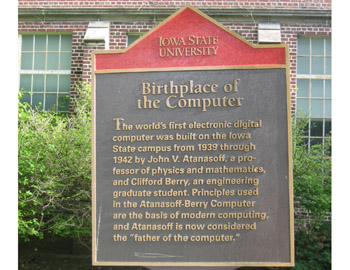 IOWA STATE
UNIVERSITY
Birthplace of
the Computer
The world's first electronic digital
computer was built on the Iowa
State campus from 1939 through
1942 by John V. Atanasoff, a pro-
fessor of physics and mathematics,
and Clifford Berry, an engineering
graduate student. Principles used
in the Atanasoff-Berry Computer
are the basis of modern computing,
and Atanasoff is now considered
the "father of the computer."